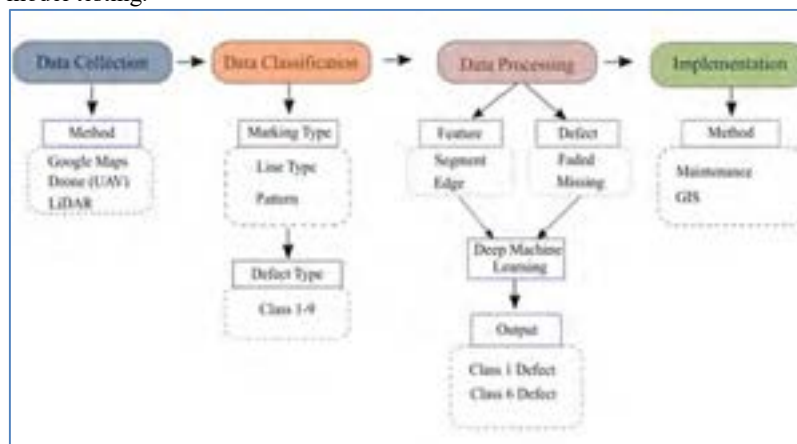 Data Collection
Data Classification
Data Processing
Implementation
Method
Google Maps
Drone (UAV)
LiDAR
Marking Type
Line Type
Pattern
Defect Type
Class 1-9
Feature
Segment
Edge
Defect
Faded
Missing
Deep Machine
Learning
Output
Class 1 Defect
Class 6 Defect
Method
Maintenance
GIS